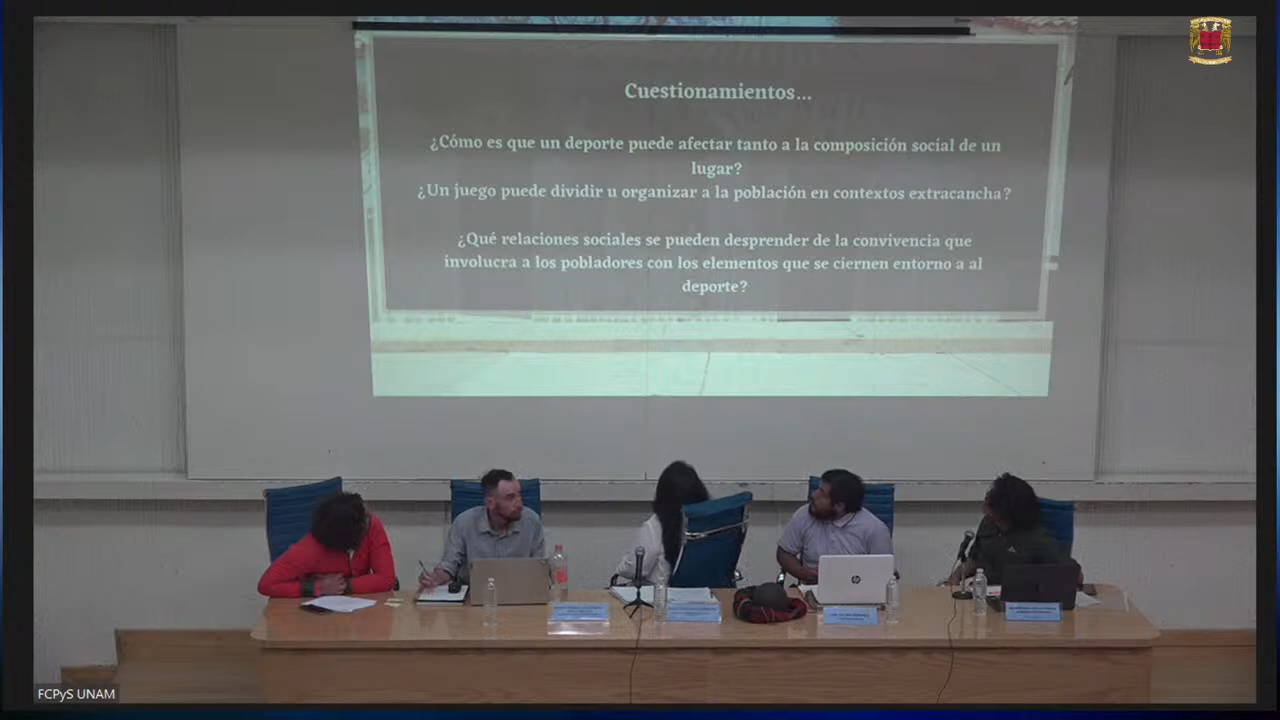 Cuestionamientos...
¿Cómo es que un deporte puede afectar tanto a la composición social de un
lugar?
¿Un juego puede dividir u organizar a la población en contextos extracancha?
¿Qué relaciones sociales se pueden desprender de la convivencia que
involucra a los pobladores con los elementos que se ciernen entorno a al
deporte?
hp
FCPyS UNAM